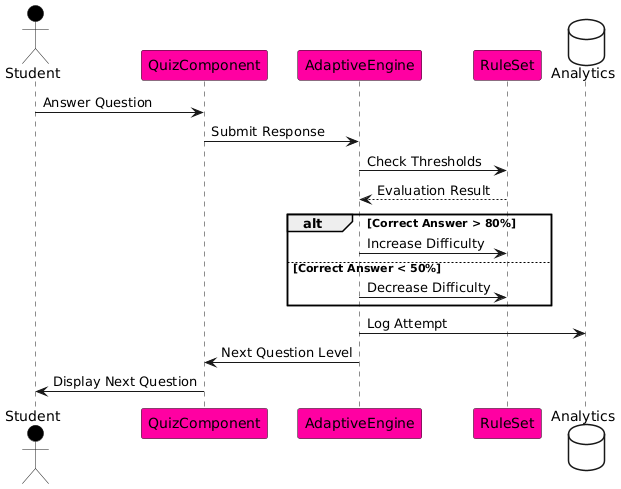 Student
QuizComponent
AdaptiveEngine
RuleSet
Analytics
Answer Question
Submit Response
Check Thresholds
Evaluation Result
alt
[Correct Answer > 80%]
Increase Difficulty
[Correct Answer < 50%]
Decrease Difficulty
Log Attempt
Next Question Level
Display Next Question
Student
QuizComponent
AdaptiveEngine
RuleSet
Analytics